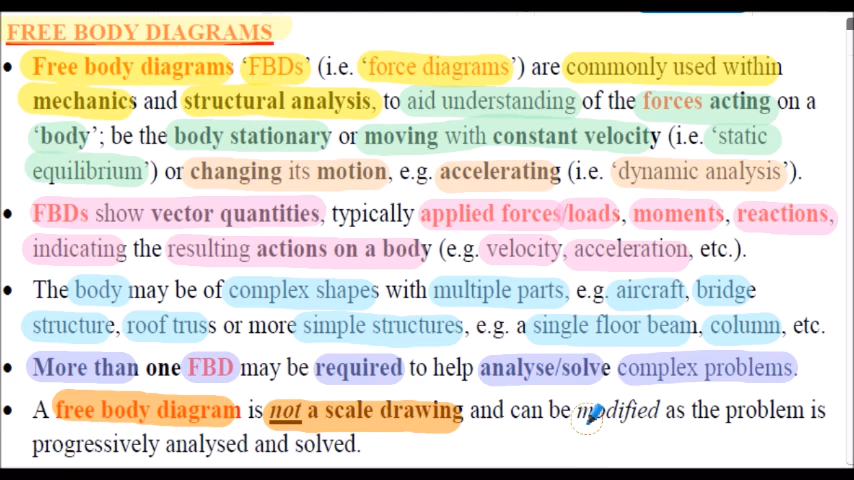 FREE BODY DIAGRAMS
• Free body diagrams ‘FBDs’ (i.e. ‘force diagrams’) are commonly used within
mechanics and structural analysis, to aid understanding of the forces acting on a
‘body’; be the body stationary or moving with constant velocity (i.e. ‘static
equilibrium’) or changing its motion, e.g. accelerating (i.e. ‘dynamic analysis’).
• FBDs show vector quantities, typically applied forces/loads, moments, reactions,
indicating the resulting actions on a body (e.g. velocity, acceleration, etc.).
• The body may be of complex shapes with multiple parts, e.g. aircraft, bridge
structure, roof truss or more simple structures, e.g. a single floor beam, column, etc.
• More than one FBD may be required to help analyse/solve complex problems.
• A free body diagram is not a scale drawing and can be modified as the problem is
progressively analysed and solved.